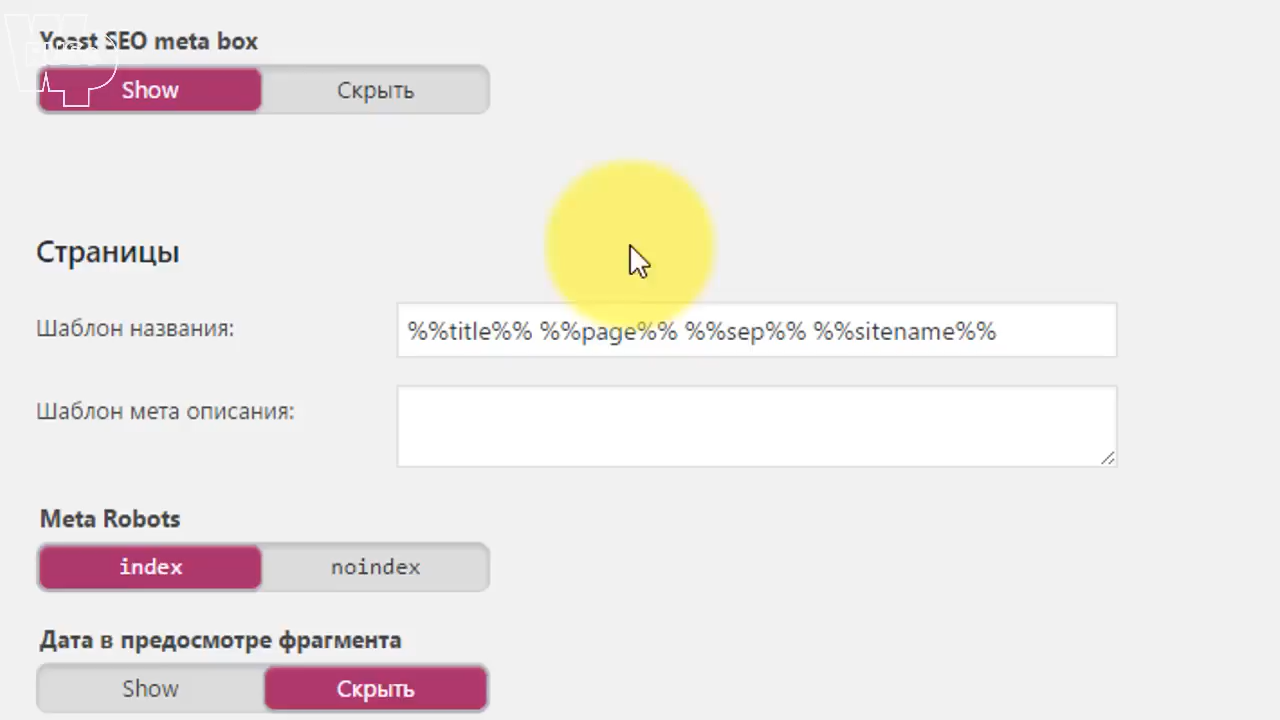 Yoast SEO meta box
Show Скрыть
Страницы
Шаблон названия: %%title%% %%page%% %%sep%% %%sitename%%
Шаблон мета описания:
Meta Robots
index noindex
Дата в предосмотре фрагмента
Show Скрыть